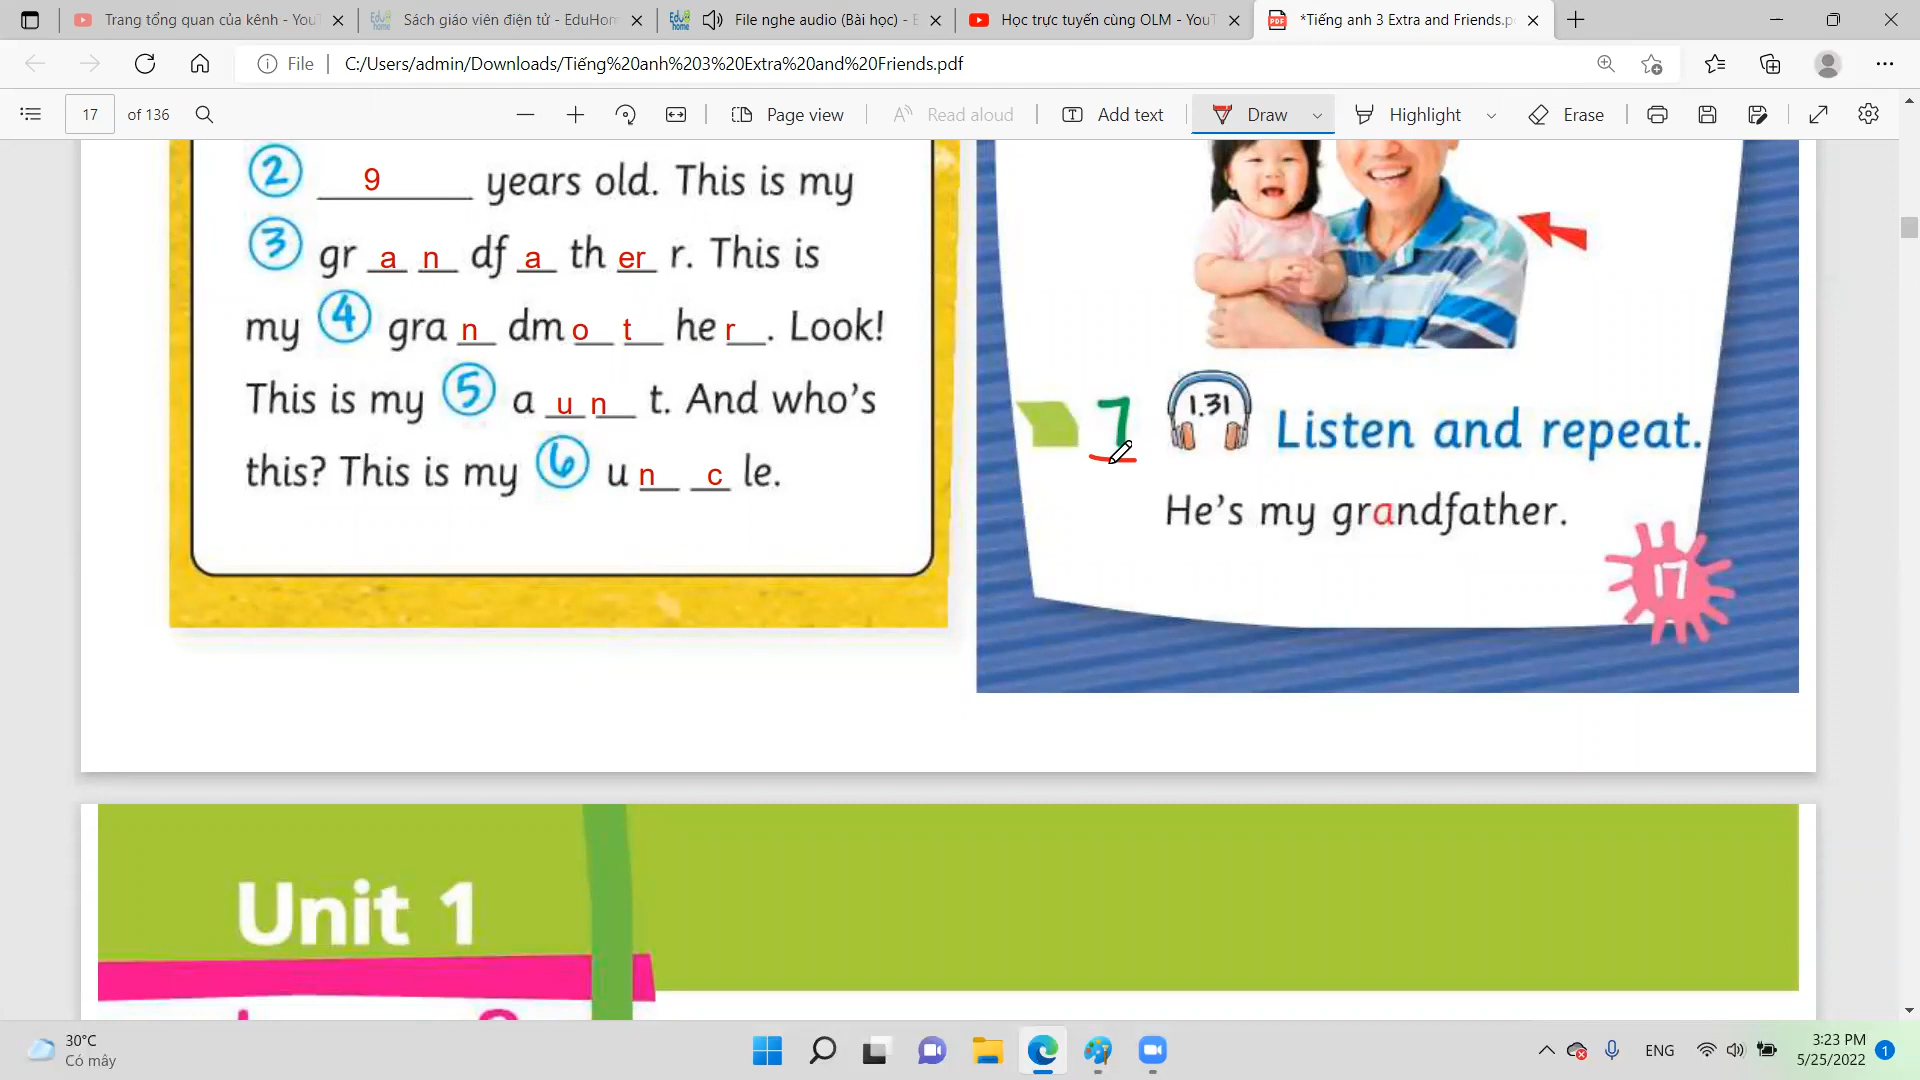 Trang tổng quan của kênh - YouT
Sách giáo viên điện tử - EduHom
File nghe audio (Bài học) - E
Học trực tuyến cùng OLM - YouT
*Tiếng anh 3 Extra and Friends.p
File
C:/Users/admin/Downloads/Tiếng%20anh%203%20Extra%20and%20Friends.pdf
17 of 136
Page view
Read aloud
Add text
Draw
Highlight
Erase
2 9 years old. This is my
3 gr a n df a th er r. This is
my 4 gra n dm o t he r. Look!
This is my 5 a u n t. And who's
this? This is my 6 u n c le.
7 1.31 Listen and repeat.
He's my grandfather.
17
Unit 1
30°C
Có mây
ENG
3:23 PM
5/25/2022
1